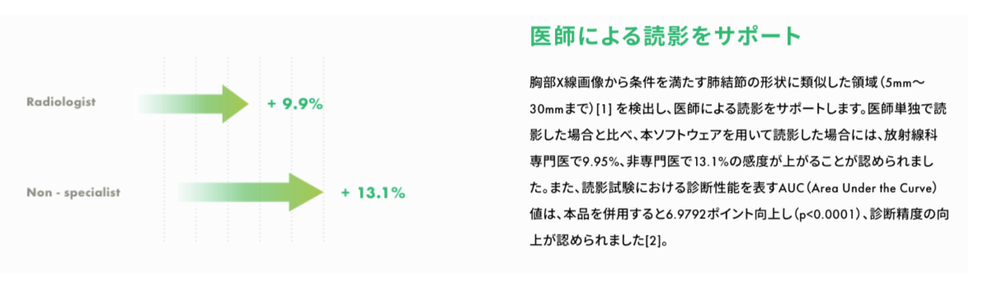 Radiologist
+ 9.9%
Non - specialist
+ 13.1%
医師による読影をサポート
胸部X線画像から条件を満たす肺結節の形状に類似した領域（5mm～
30mmまで）[1] を検出し、医師による読影をサポートします。医師単独で読
影した場合と比べ、本ソフトウェアを用いて読影した場合には、放射線科
専門医で9.95%、非専門医で13.1%の感度が上がることが認められまし
た。また、読影試験における診断性能を表すAUC（Area Under the Curve）
値は、本品を併用すると6.9792ポイント向上し（p<0.0001）、診断精度の向
上が認められました[2]。